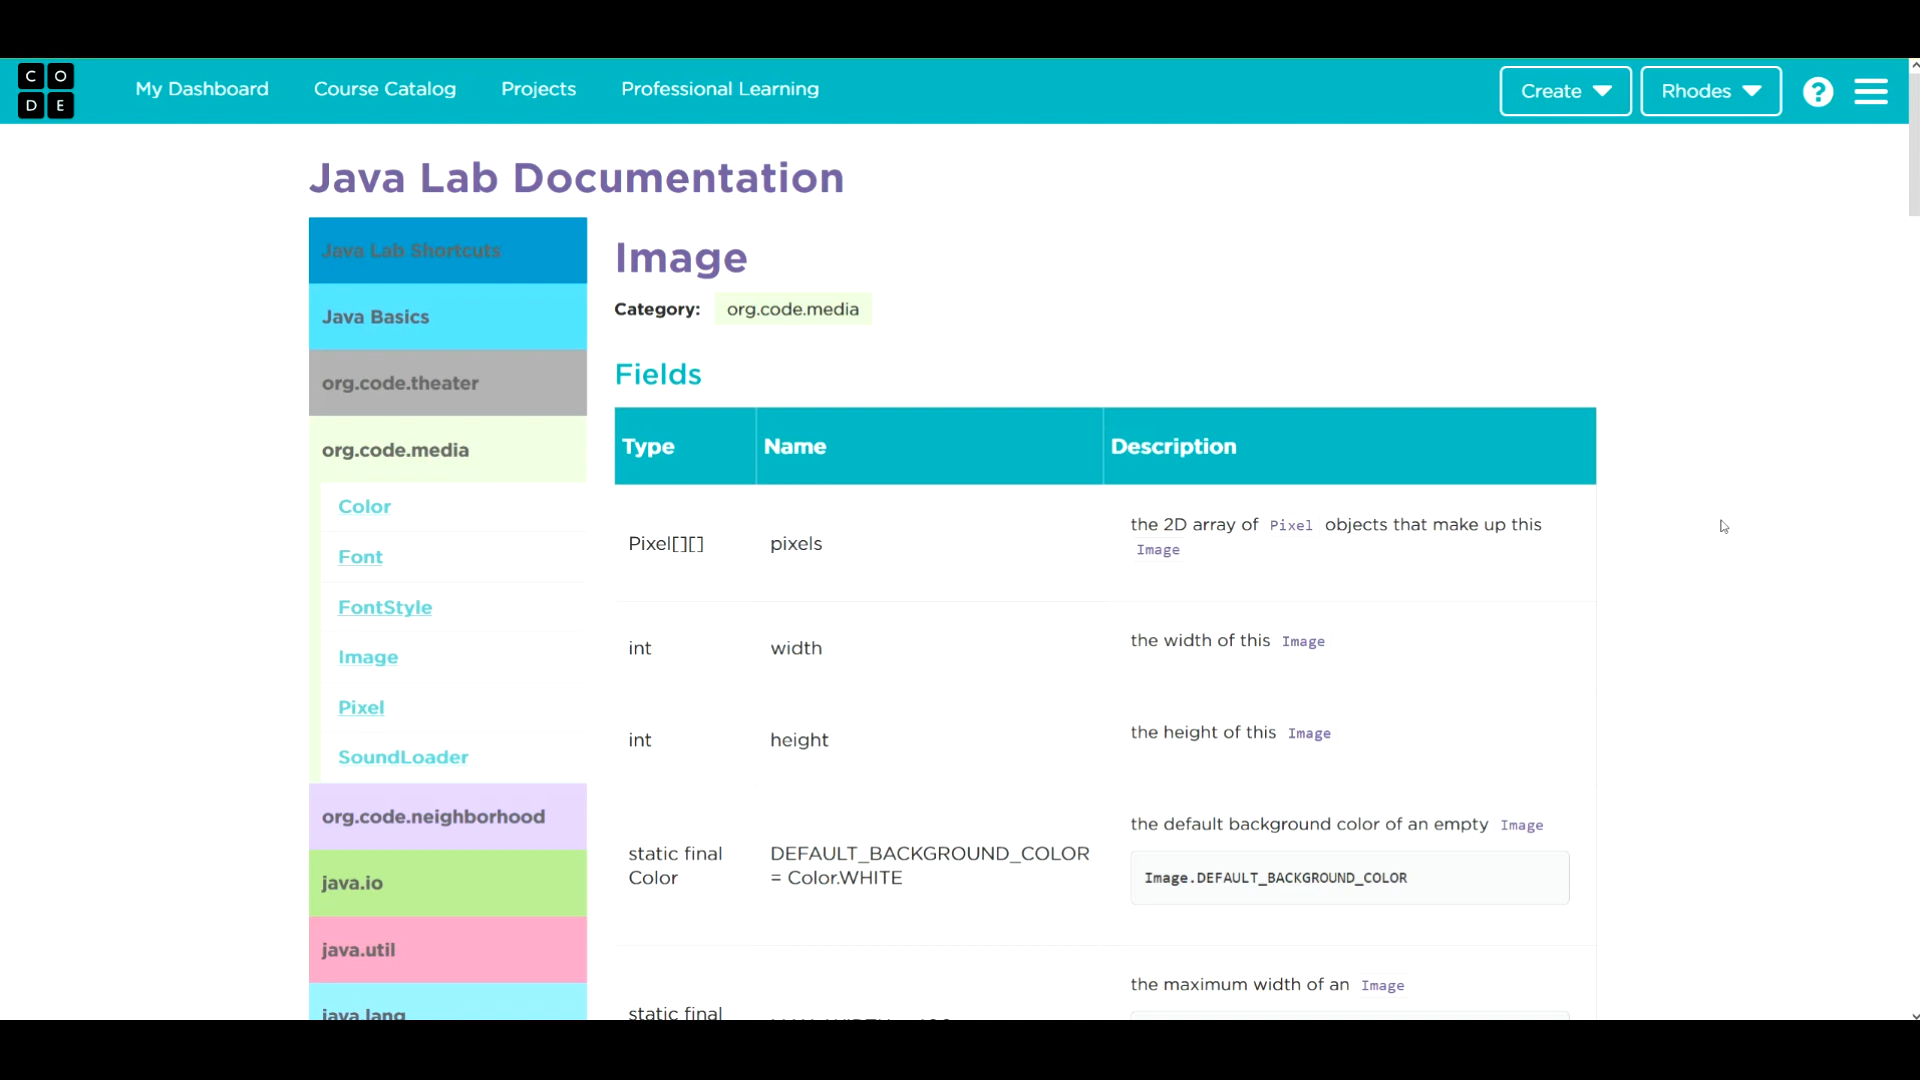 C O
D E
My Dashboard Course Catalog Projects Professional Learning Create Rhodes ?
Java Lab Documentation
Java Lab Shortcuts
Java Basics
org.code.theater
org.code.media
Color
Font
FontStyle
Image
Pixel
SoundLoader
org.code.neighborhood
java.io
java.util
java.lang
Image
Category: org.code.media
Fields
Type Name Description
Pixel[][] pixels the 2D array of Pixel objects that make up this
Image
int width the width of this Image
int height the height of this Image
static final
Color
DEFAULT_BACKGROUND_COLOR
= Color.WHITE
the default background color of an empty Image
Image.DEFAULT_BACKGROUND_COLOR
static final
the maximum width of an Image